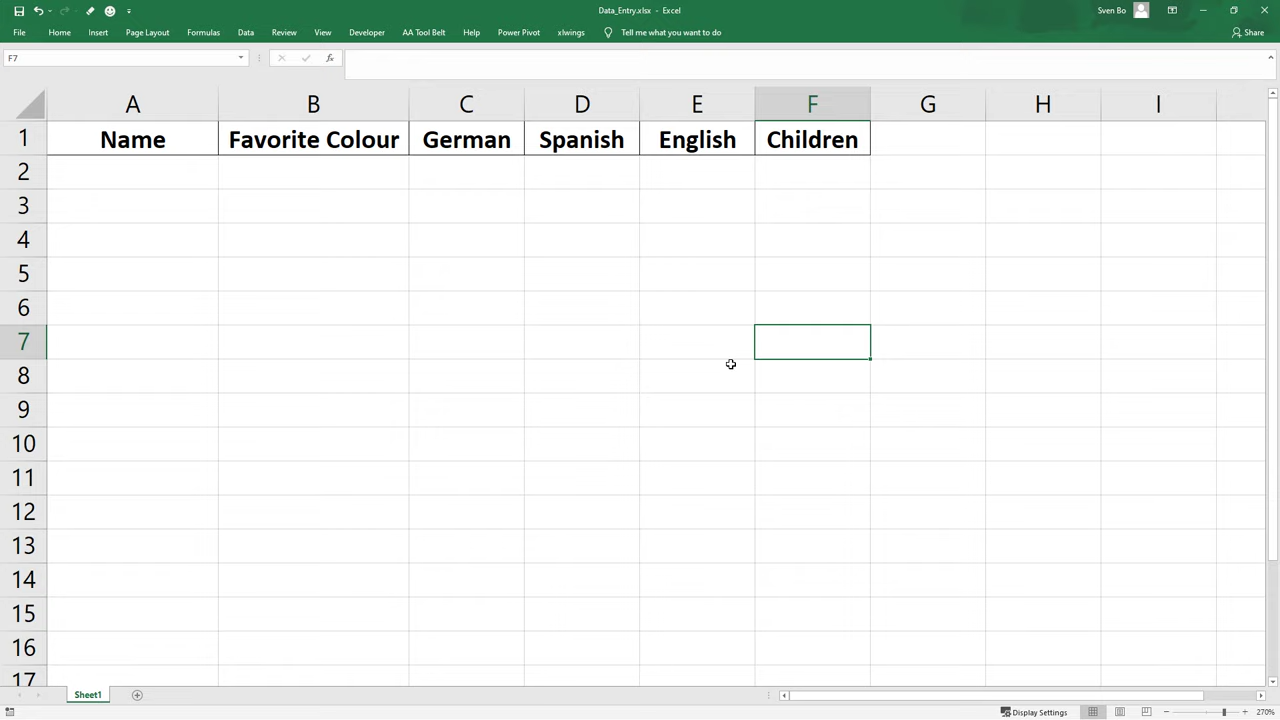 Data_Entry.xlsx - Excel
Sven Bo
File Home Insert Page Layout Formulas Data Review View Developer AA Tool Belt Help Power Pivot xlwings Tell me what you want to do Share
F7 fx
A B C D E F G H I
1 Name Favorite Colour German Spanish English Children
2
3
4
5
6
7
8
9
10
11
12
13
14
15
16
17
Sheet1
Display Settings 270%